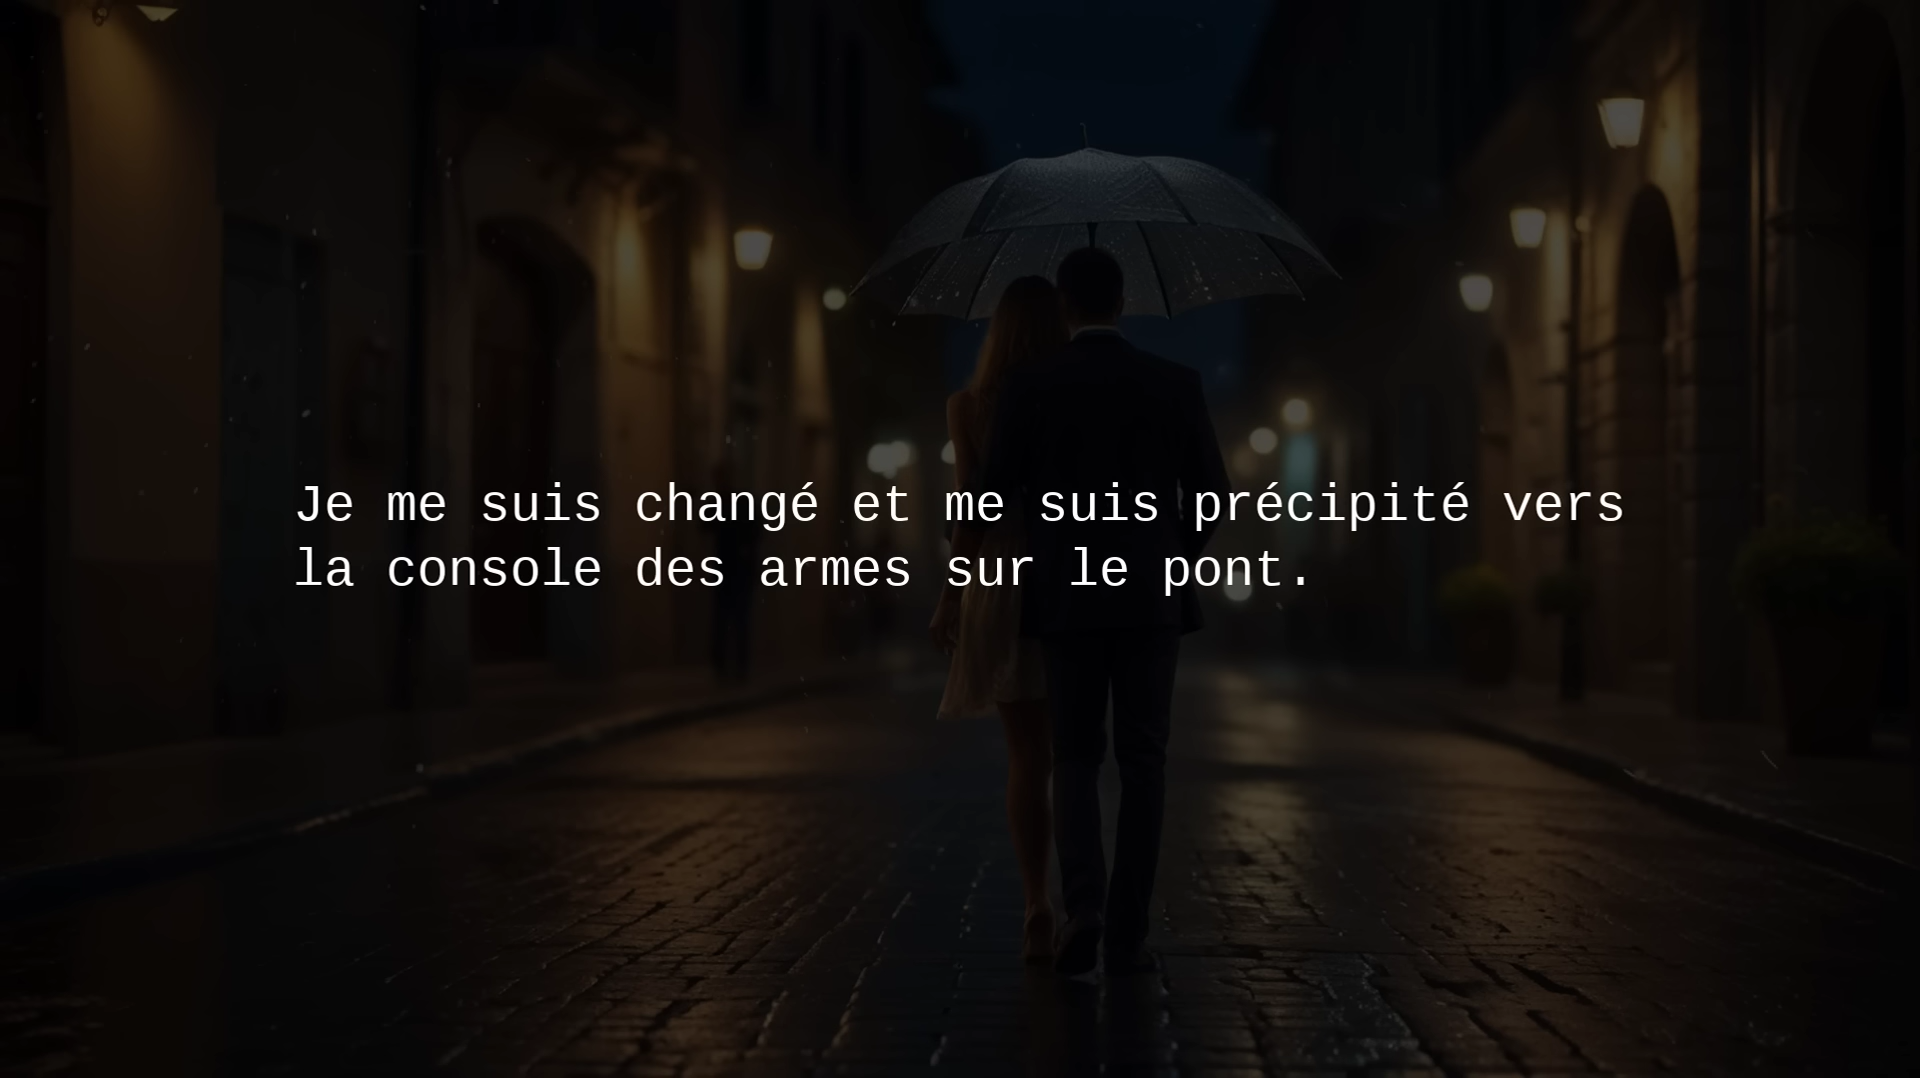 Je me suis changé et me suis précipité vers
la console des armes sur le pont.